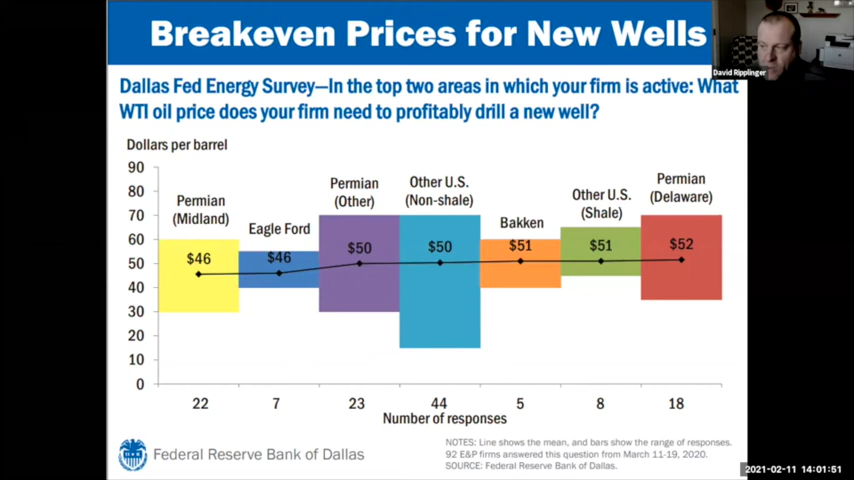 Breakeven Prices for New Wells
David Ripplinger
Dallas Fed Energy Survey—In the top two areas in which your firm is active: What
WTI oil price does your firm need to profitably drill a new well?
Dollars per barrel
90
80
70
60
50
40
30
20
10
0
Permian
(Midland)
Eagle Ford
Permian
(Other)
Other U.S.
(Non-shale)
Bakken
Other U.S.
(Shale)
Permian
(Delaware)
$46
$46
$50
$50
$51
$51
$52
22 7 23 44 5 8 18
Number of responses
Federal Reserve Bank of Dallas
NOTES: Line shows the mean, and bars show the range of responses.
92 E&P firms answered this question from March 11-19, 2020.
SOURCE: Federal Reserve Bank of Dallas.
2021-02-11 14:01:51